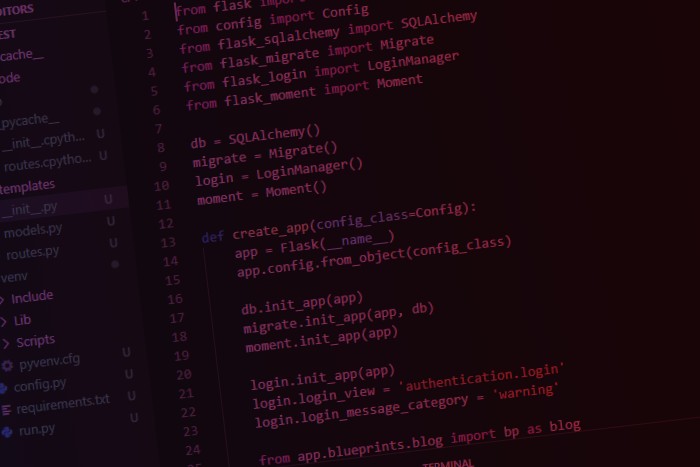 EDITORS
EST
cache__
ode
pycache__
__init__.cpyth... U
routes.cpytho... U
templates
__init__.py U
models.py U
routes.py U
venv
Include
Lib
Scripts
pyvenv.cfg U
config.py U
requirements.txt U
run.py U
1 from flask import
2 from config import Config
3 from flask_sqlalchemy import SQLAlchemy
4 from flask_migrate import Migrate
5 from flask_login import LoginManager
6 from flask_moment import Moment
7
8 db = SQLAlchemy()
9 migrate = Migrate()
10 login = LoginManager()
11 moment = Moment()
12
13 def create_app(config_class=Config):
14 app = Flask(__name__)
15 app.config.from_object(config_class)
16
17 db.init_app(app)
18 migrate.init_app(app, db)
19 moment.init_app(app)
20
21 login.init_app(app)
22 login.login_view = 'authentication.login'
23 login.login_message_category = 'warning'
24
from app.blueprints.blog import bp as blog
TERMINAL